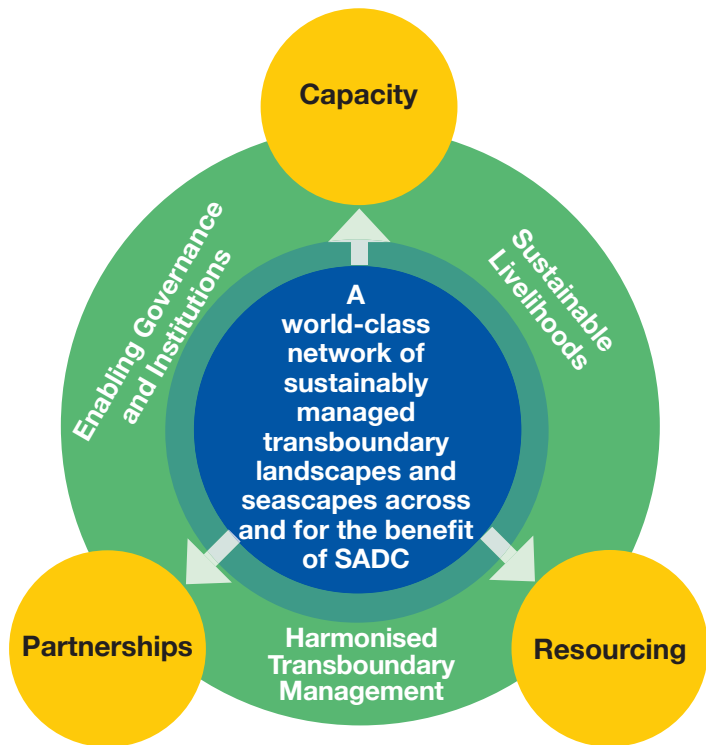 Capacity
Enabling Governance
and Institutions
Sustainable
Livelihoods
A
world-class
network of
sustainably
managed
transboundary
landscapes and
seascapes across
and for the benefit
of SADC
Partnerships
Harmonised
Transboundary
Management
Resourcing